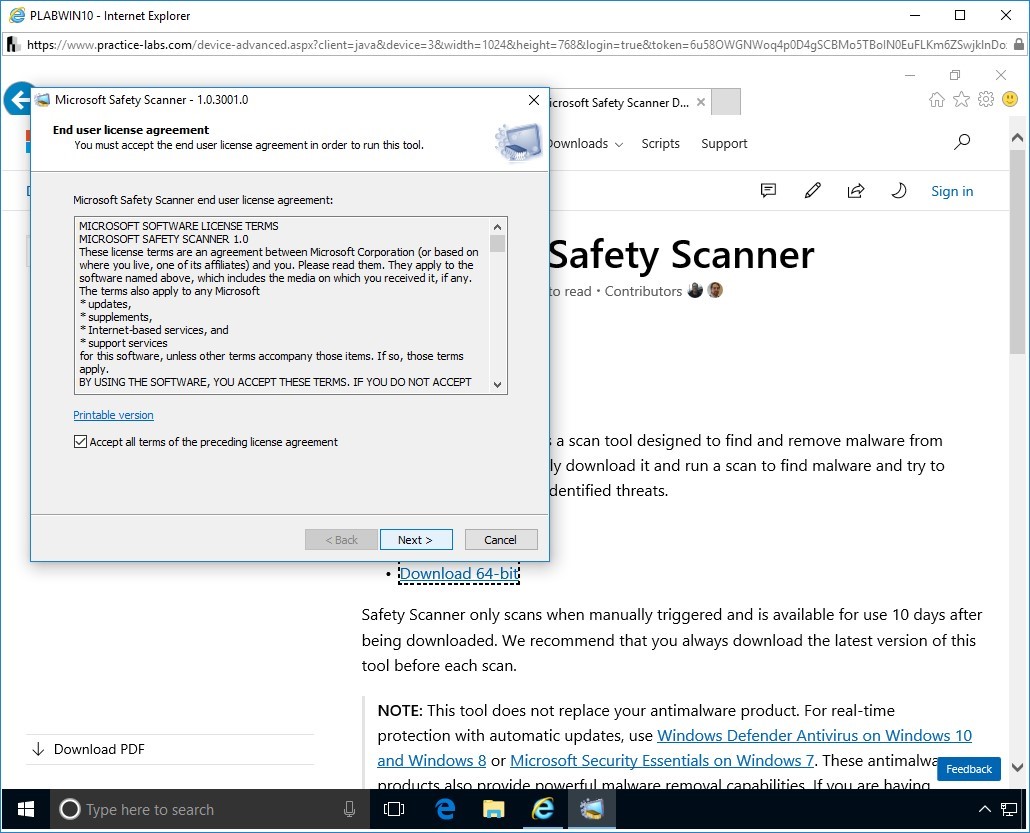 PLABWIN10 - Internet Explorer
https://www.practice-labs.com/device-advanced.aspx?client=java&device=3&width=1024&height=768&login=true&token=6u58OWGNWoq4p0D4gSCBMo5TBolN0EuFLKm6ZSwjkInDo
Microsoft Safety Scanner - 1.0.3001.0
icrosoft Safety Scanner D...
End user license agreement
You must accept the end user license agreement in order to run this tool.
Downloads
Scripts
Support
Sign in
Microsoft Safety Scanner end user license agreement:
MICROSOFT SOFTWARE LICENSE TERMS
MICROSOFT SAFETY SCANNER 1.0
These license terms are an agreement between Microsoft Corporation (or based on
where you live, one of its affiliates) and you. Please read them. They apply to the
software named above, which includes the media on which you received it, if any.
The terms also apply to any Microsoft
* updates,
* supplements,
* Internet-based services, and
* support services
for this software, unless other terms accompany those items. If so, those terms
apply.
BY USING THE SOFTWARE, YOU ACCEPT THESE TERMS. IF YOU DO NOT ACCEPT
Printable version
Accept all terms of the preceding license agreement
< Back
Next >
Cancel
Safety Scanner
to read • Contributors
s a scan tool designed to find and remove malware from
ly download it and run a scan to find malware and try to
dentified threats.
• Download 64-bit
Safety Scanner only scans when manually triggered and is available for use 10 days after
being downloaded. We recommend that you always download the latest version of this
tool before each scan.
NOTE: This tool does not replace your antimalware product. For real-time
protection with automatic updates, use Windows Defender Antivirus on Windows 10
and Windows 8 or Microsoft Security Essentials on Windows 7. These antimalwa
products also provide powerful malware removal capabilities. If you are having
Download PDF
Feedback
Type here to search